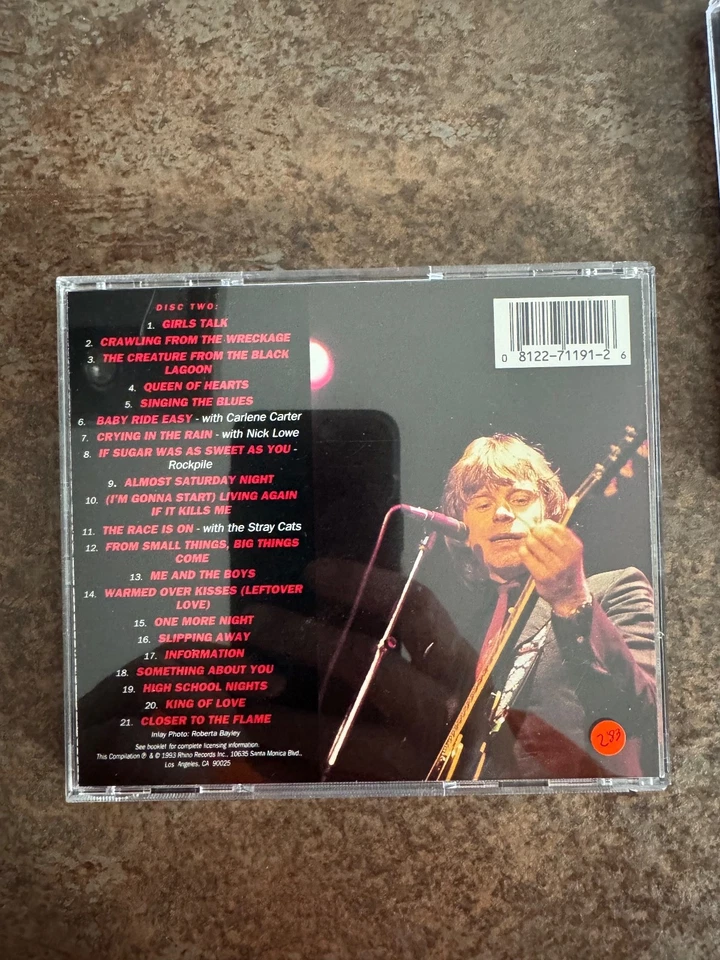 DISC TWO:
1. GIRLS TALK
2. CRAWLING FROM THE WRECKAGE
3. THE CREATURE FROM THE BLACK
LAGOON
4. QUEEN OF HEARTS
5. SINGING THE BLUES
6. BABY RIDE EASY - with Carlene Carter
7. CRYING IN THE RAIN - with Nick Lowe
8. IF SUGAR WAS AS SWEET AS YOU -
Rockpile
9. ALMOST SATURDAY NIGHT
10. (I'M GONNA START) LIVING AGAIN
IF IT KILLS ME
11. THE RACE IS ON - with the Stray Cats
12. FROM SMALL THINGS, BIG THINGS
COME
13. ME AND THE BOYS
14. WARMED OVER KISSES (LEFTOVER
LOVE)
15. ONE MORE NIGHT
16. SLIPPING AWAY
17. INFORMATION
18. SOMETHING ABOUT YOU
19. HIGH SCHOOL NIGHTS
20. KING OF LOVE
21. CLOSER TO THE FLAME
Inlay Photo: Roberta Bayley
See booklet for complete licensing information.
This Compilation ℗ & © 1993 Rhino Records Inc., 10635 Santa Monica Blvd.,
Los Angeles, CA 90025
0 8122-71191-2 6